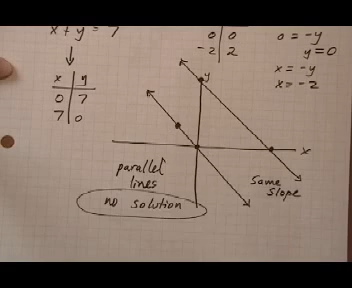 x + y = 7
x | y
0 | 7
7 | 0
0 | 0
-2 | 2
0 = -y
y = 0
x = -y
x = -2
y
x
parallel
lines
no solution
same
slope